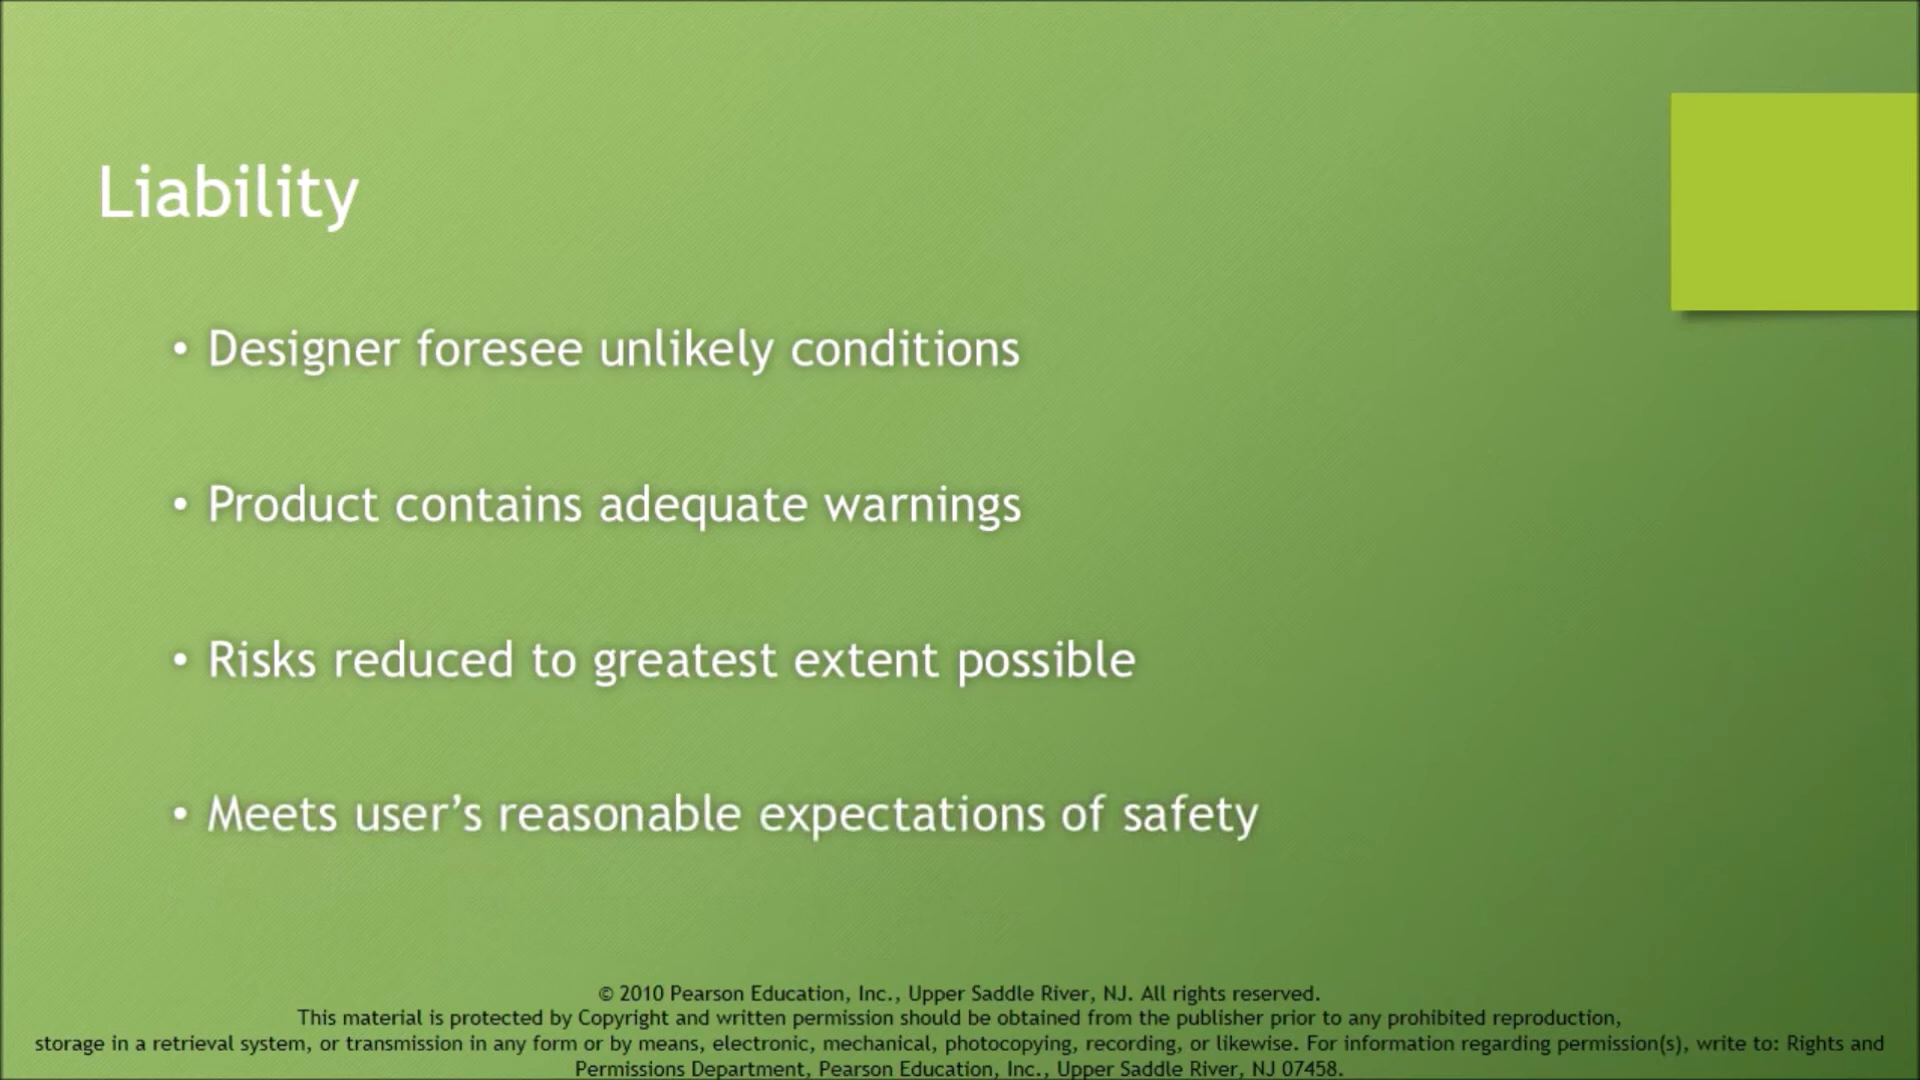 Liability
• Designer foresee unlikely conditions
• Product contains adequate warnings
• Risks reduced to greatest extent possible
• Meets user’s reasonable expectations of safety
© 2010 Pearson Education, Inc., Upper Saddle River, NJ. All rights reserved.
This material is protected by Copyright and written permission should be obtained from the publisher prior to any prohibited reproduction,
storage in a retrieval system, or transmission in any form or by means, electronic, mechanical, photocopying, recording, or likewise. For information regarding permission(s), write to: Rights and
Permissions Department, Pearson Education, Inc., Upper Saddle River, NJ 07458.